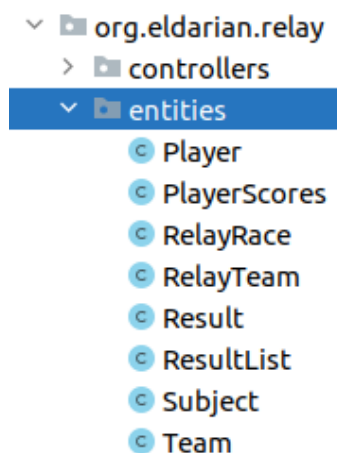 org.eldarian.relay
controllers
entities
C Player
C PlayerScores
C RelayRace
C RelayTeam
C Result
C ResultList
C Subject
C Team